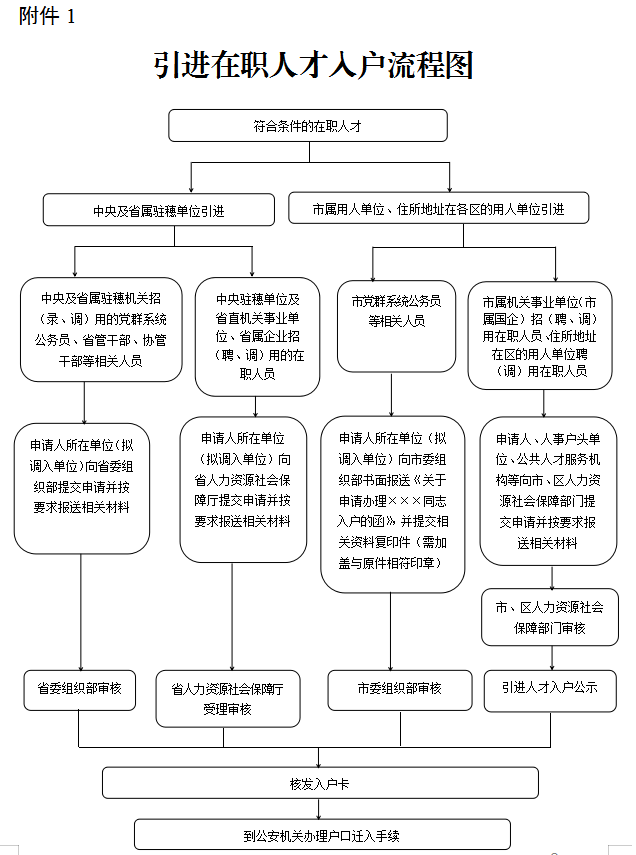 附件 1
引进在职人才入户流程图
符合条件的在职人才
中央及省属驻穗单位引进
市属用人单位、住所地址在各区的用人单位引进
中央及省属驻穗机关招
（录、调）用的党群系统
公务员、省管干部、协管
干部等相关人员
中央驻穗单位及
省直机关事业单
位、省属企业招
（聘、调）用的在
职人员
市党群系统公务员
等相关人员
市属机关事业单位（市
属国企）招（聘、调）
用在职人员、住所地址
在区的用人单位聘
（调）用在职人员
申请人所在单位（拟
调入单位）向省委组
织部提交申请并按
要求报送相关材料
申请人所在单位
（拟调入单位）向
省人力资源社会保
障厅提交申请并按
要求报送相关材料
申请人所在单位（拟
调入单位）向市委组
织部书面报送《关于
申请办理×××同志
入户的函》，并提交相
关资料复印件（需加
盖与原件相符印章）
申请人、人事户头单
位、公共人才服务机
构等向市、区人力资
源社会保障部门提
交申请并按要求报
送相关材料
市、区人力资源社会
保障部门审核
省委组织部审核
省人力资源社会保障厅
受理审核
市委组织部审核
引进人才入户公示
核发入户卡
到公安机关办理户口迁入手续